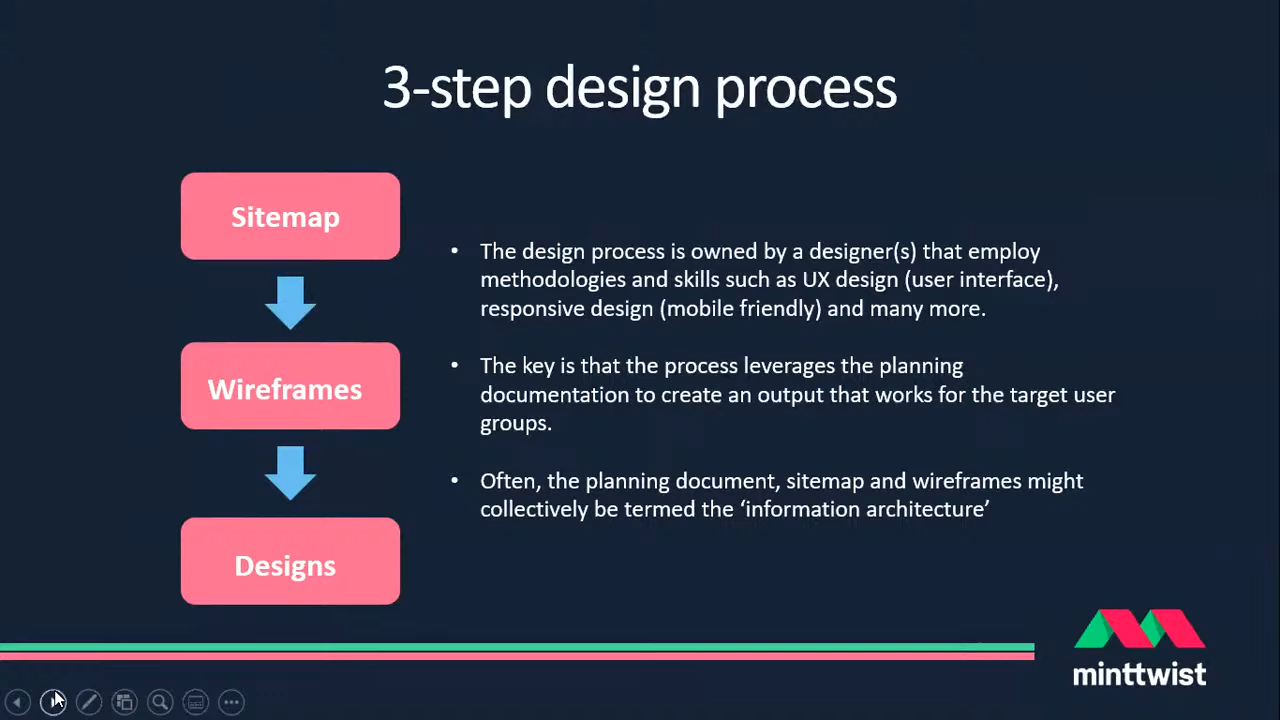 3-step design process
Sitemap
Wireframes
Designs
• The design process is owned by a designer(s) that employ
methodologies and skills such as UX design (user interface),
responsive design (mobile friendly) and many more.
• The key is that the process leverages the planning
documentation to create an output that works for the target user
groups.
• Often, the planning document, sitemap and wireframes might
collectively be termed the ‘information architecture’
minttwist